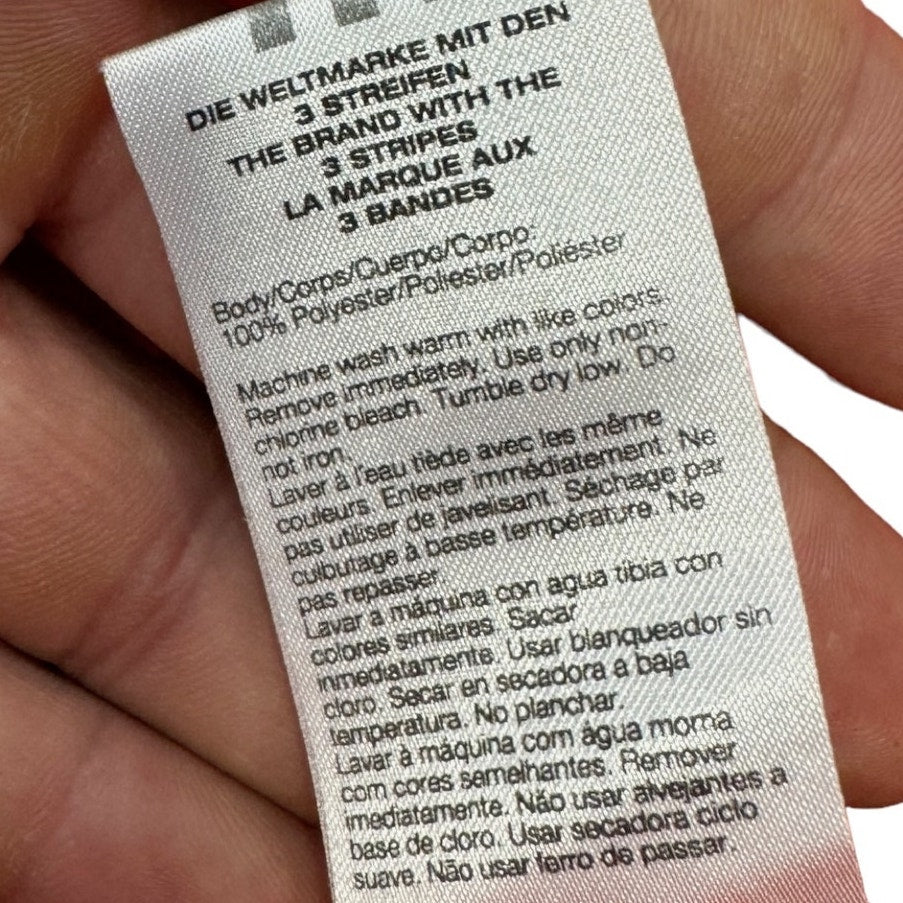 DIE WELTMARKE MIT DEN
3 STREIFEN
THE BRAND WITH THE
3 STRIPES
LA MARQUE AUX
3 BANDES
Body/Corps/Cuerpo/Corpo:
100% Polyester/Poliester/Poliéster
Machine wash warm with like colors.
Remove immediately. Use only non-
chlorine bleach. Tumble dry low. Do
not iron.
Laver à l'eau tiède avec les même
couleurs. Enlever immédiatement. Ne
pas utiliser de javelisant. Séchage par
culbutage à basse température. Ne
pas repasser.
Lavar a máquina con agua tibia con
colores similares. Sacar
inmediatamente. Usar blanqueador sin
cloro. Secar en secadora a baja
temperatura. No planchar.
Lavar à máquina com água morna
com cores semelhantes. Remover
imediatamente. Não usar alvejantes a
base de cloro. Usar secadora ciclo
suave. Não usar ferro de passar.